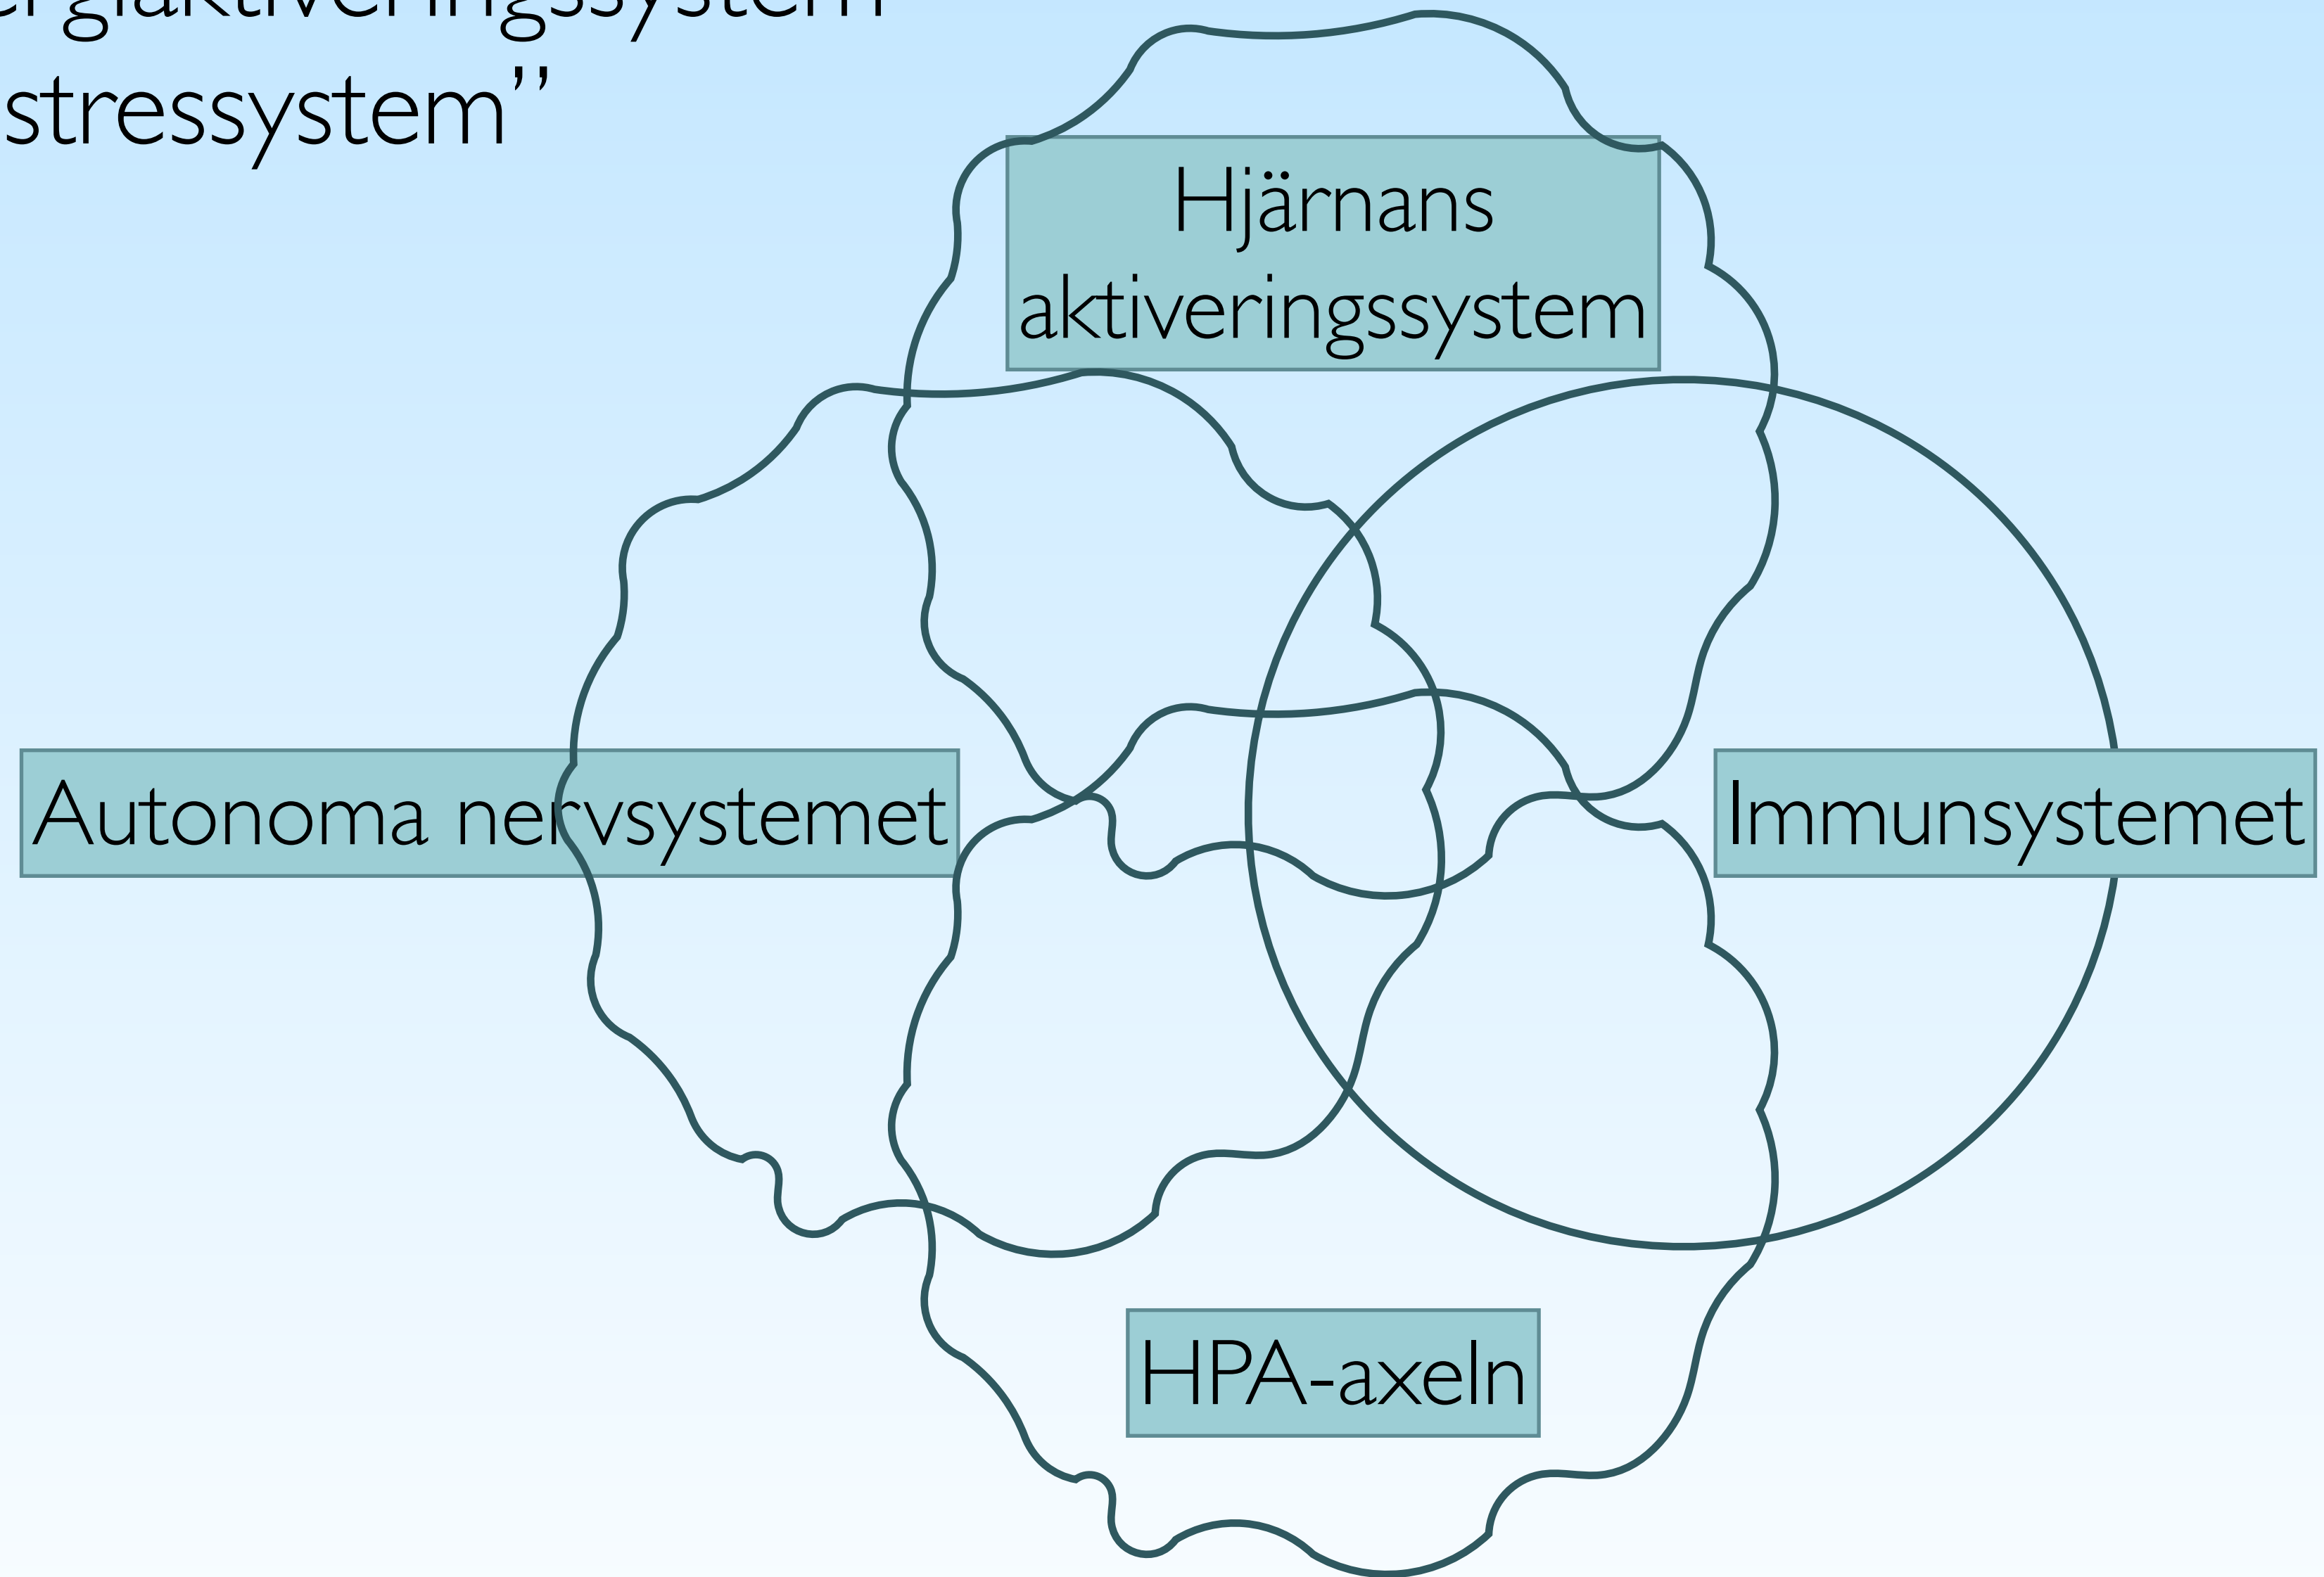 stressystem”
Hjärnans
aktiveringssystem
Autonoma nervsystemet
Immunsystemet
HPA-axeln